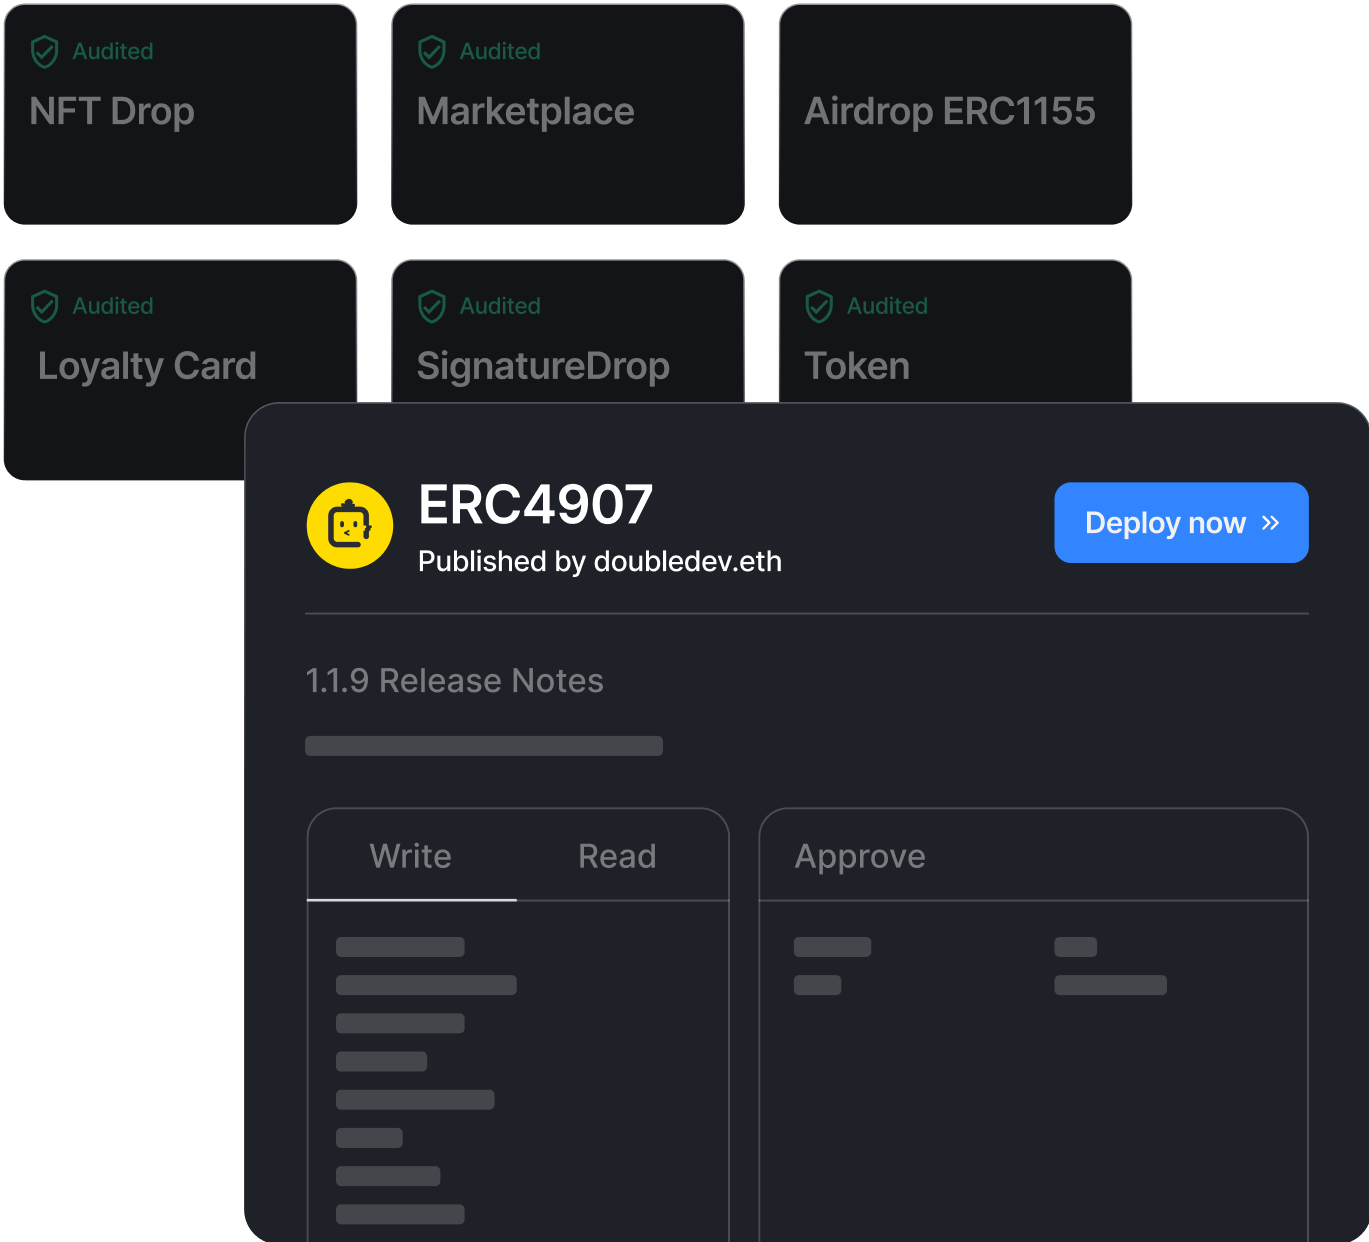 Audited
NFT Drop
Audited
Marketplace
Airdrop ERC1155
Audited
Loyalty Card
Audited
SignatureDrop
Audited
Token
ERC4907
Published by doubledev.eth
Deploy now
1.1.9 Release Notes
Write
Read
Approve